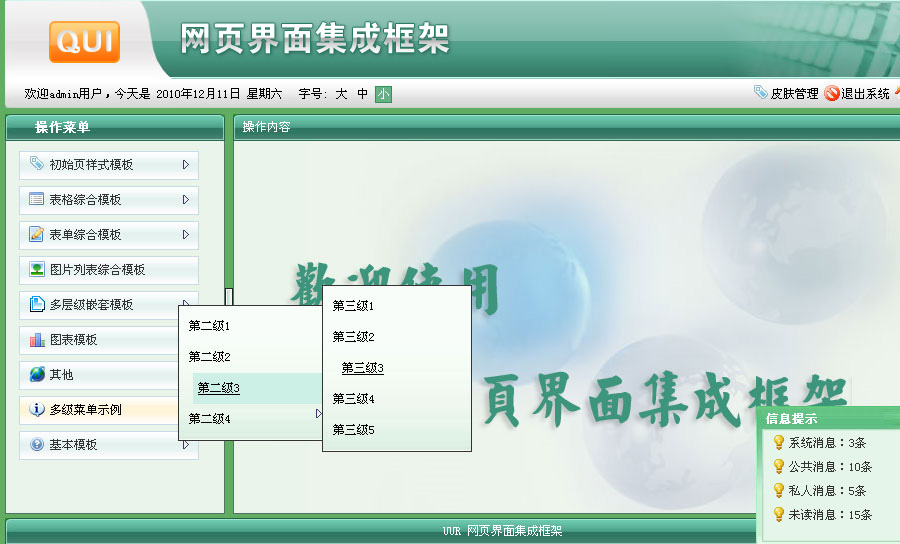 QUI
网页界面集成框架
欢迎admin用户，今天是 2010年12月11日 星期六 字号: 大 中 小
皮肤管理 退出系统
操作菜单
操作内容
初始页样式模板
表格综合模板
表单综合模板
图片列表综合模板
多层级嵌套模板
图表模板
其他
多级菜单示例
基本模板
歡迎使用
頁界面集成框架
第二级1
第二级2
第二级3
第二级4
第三级1
第三级2
第三级3
第三级4
第三级5
信息提示
系统消息：3条
公共消息：10条
私人消息：5条
未读消息：15条
UUR 网页界面集成框架